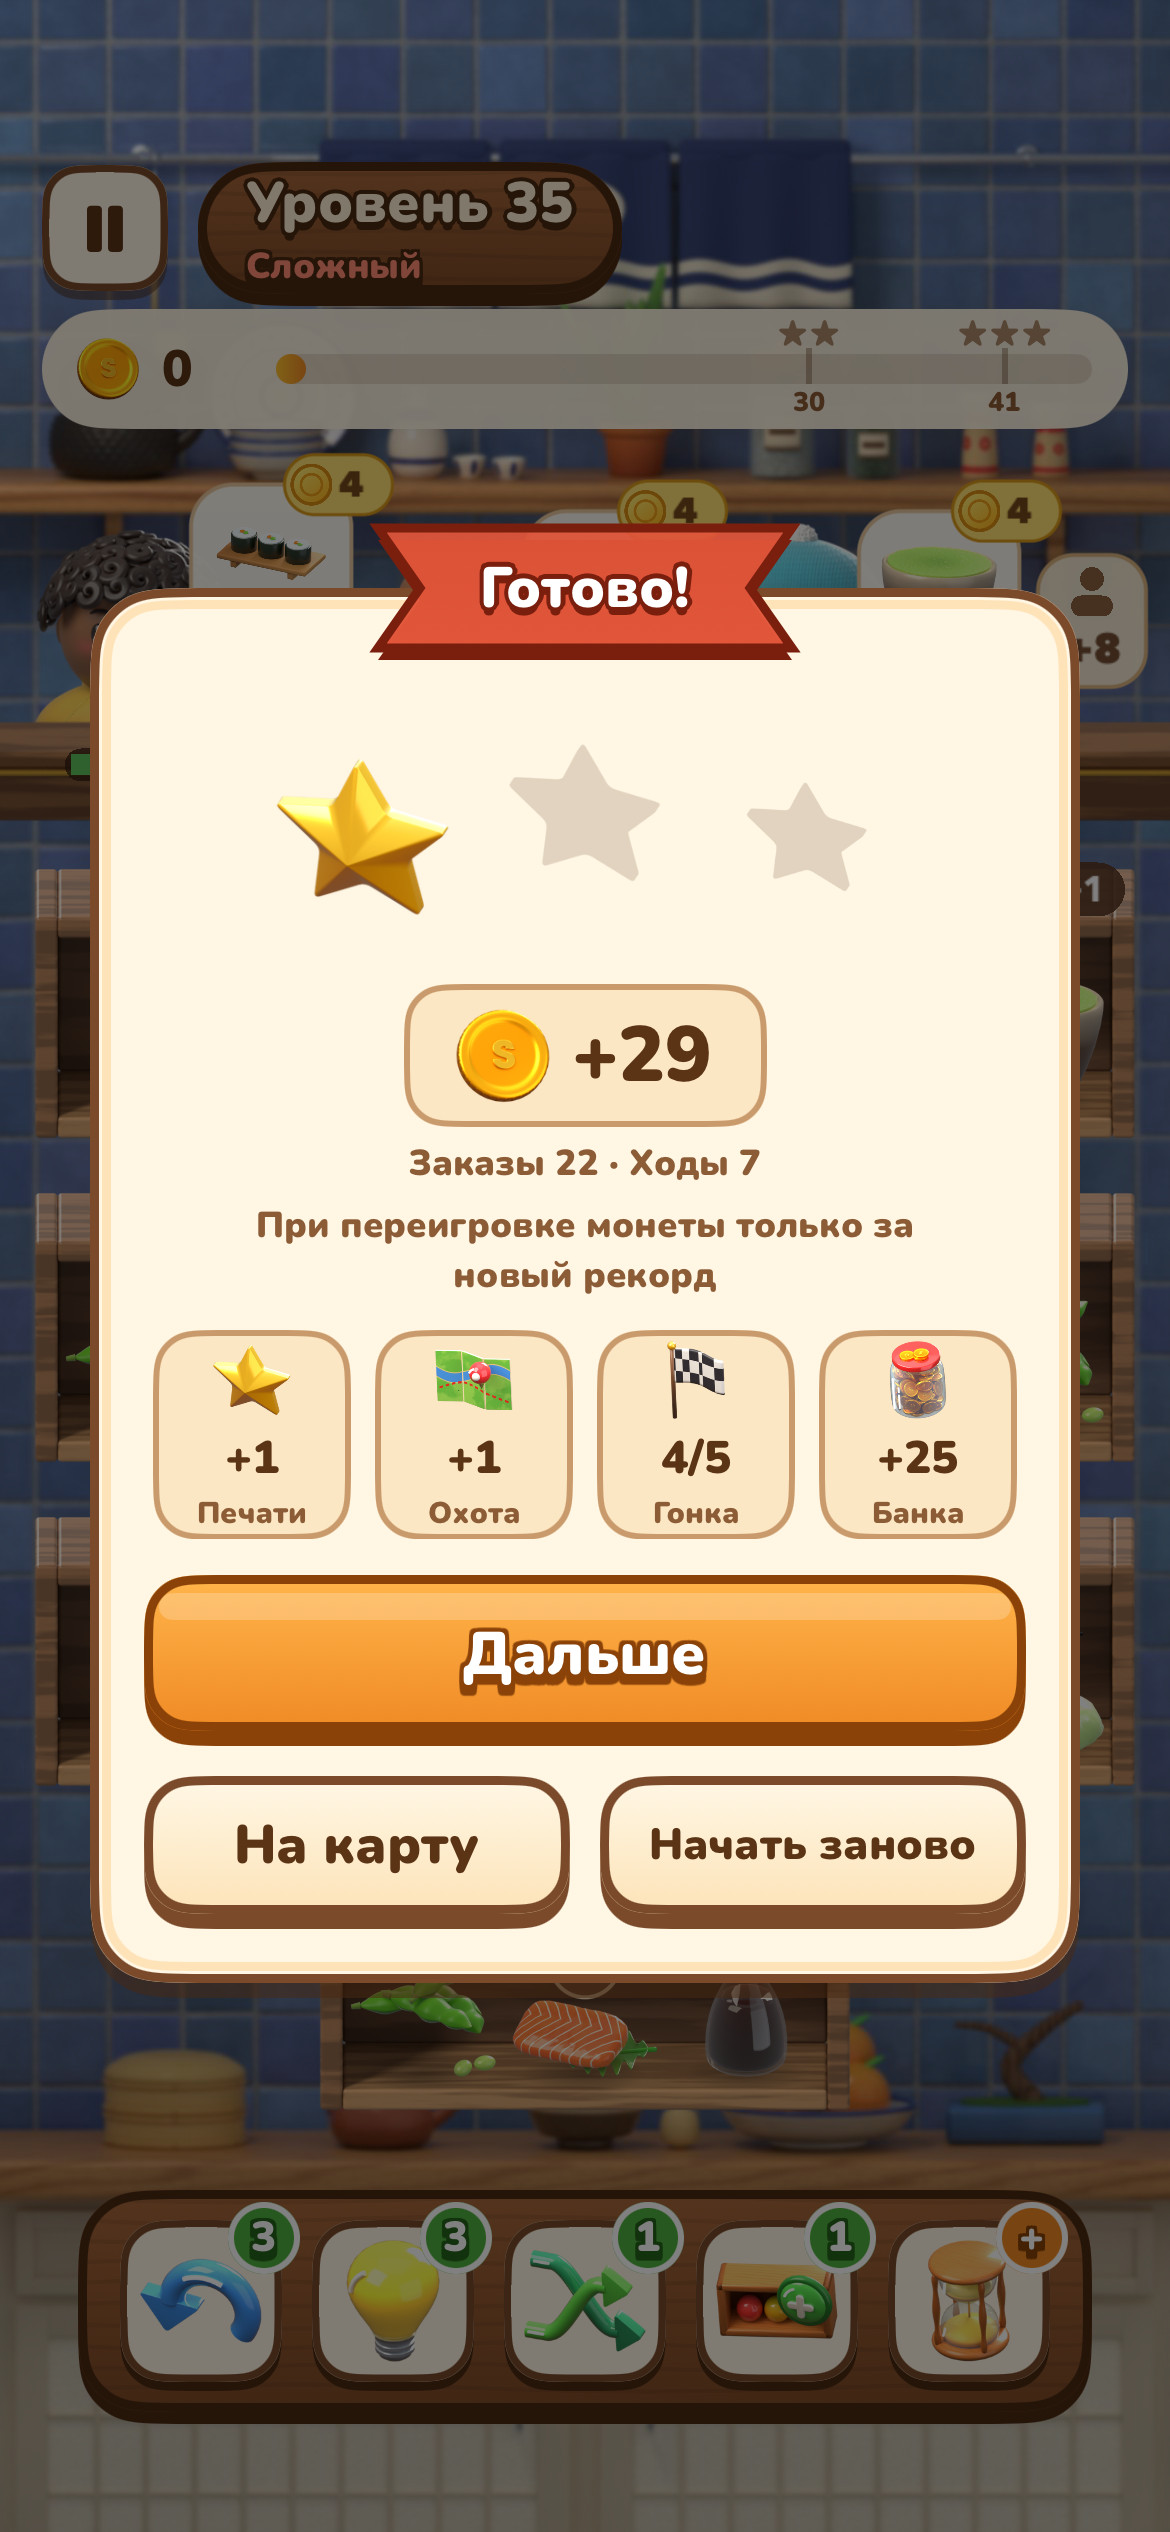 Уровень 35
Сложный
0
30
41
4
4
4
Готово!
+8
1
+29
Заказы 22 · Ходы 7
При переигровке монеты только за
новый рекорд
+1
+1
4/5
+25
Печати
Охота
Гонка
Банка
Дальше
На карту
Начать заново
3
3
1
1
+